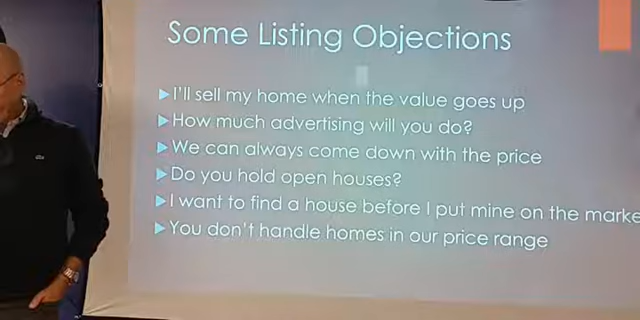 Some Listing Objections
I'll sell my home when the value goes up
How much advertising will you do?
We can always come down with the price
Do you hold open houses?
I want to find a house before I put mine on the marke
You don't handle homes in our price range